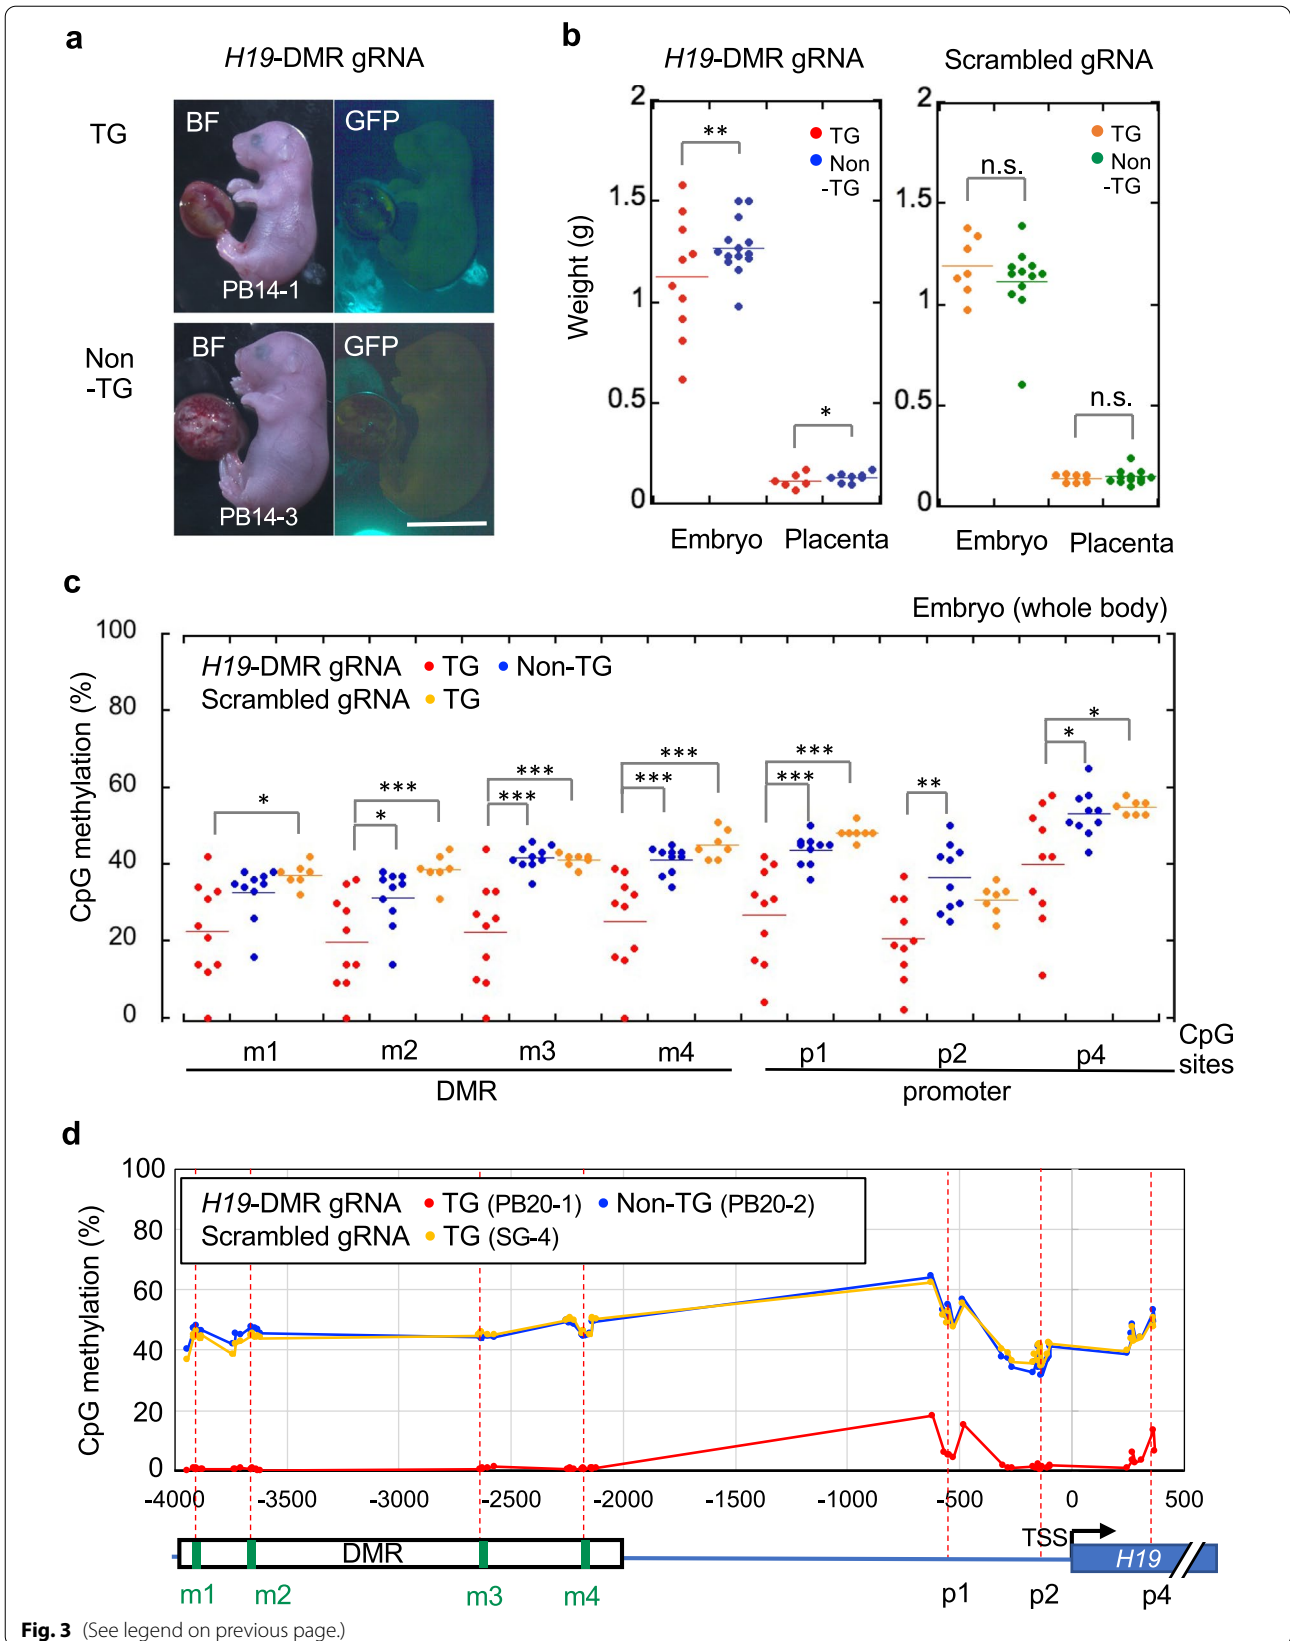 a
H19-DMR gRNA
TG
BF
GFP
PB14-1
Non
-TG
BF
GFP
PB14-3
b
H19-DMR gRNA
Scrambled gRNA
Weight (g)
2
1.5
1
0.5
0
TG
Non
-TG
**
*
Embryo
Placenta
2
1.5
1
0.5
0
TG
Non
-TG
n.s.
n.s.
Embryo
Placenta
c
Embryo (whole body)
CpG methylation (%)
100
80
60
40
20
0
H19-DMR gRNA TG Non-TG
Scrambled gRNA TG
*
***
*
***
***
***
***
***
***
**
*
*
m1 m2 m3 m4 p1 p2 p4
CpG
sites
DMR
promoter
d
CpG methylation (%)
100
80
60
40
20
0
H19-DMR gRNA TG (PB20-1) Non-TG (PB20-2)
Scrambled gRNA TG (SG-4)
-4000 -3500 -3000 -2500 -2000 -1500 -1000 -500 0 500
TSS
DMR
H19
m1 m2 m3 m4 p1 p2 p4
Fig. 3 (See legend on previous page.)